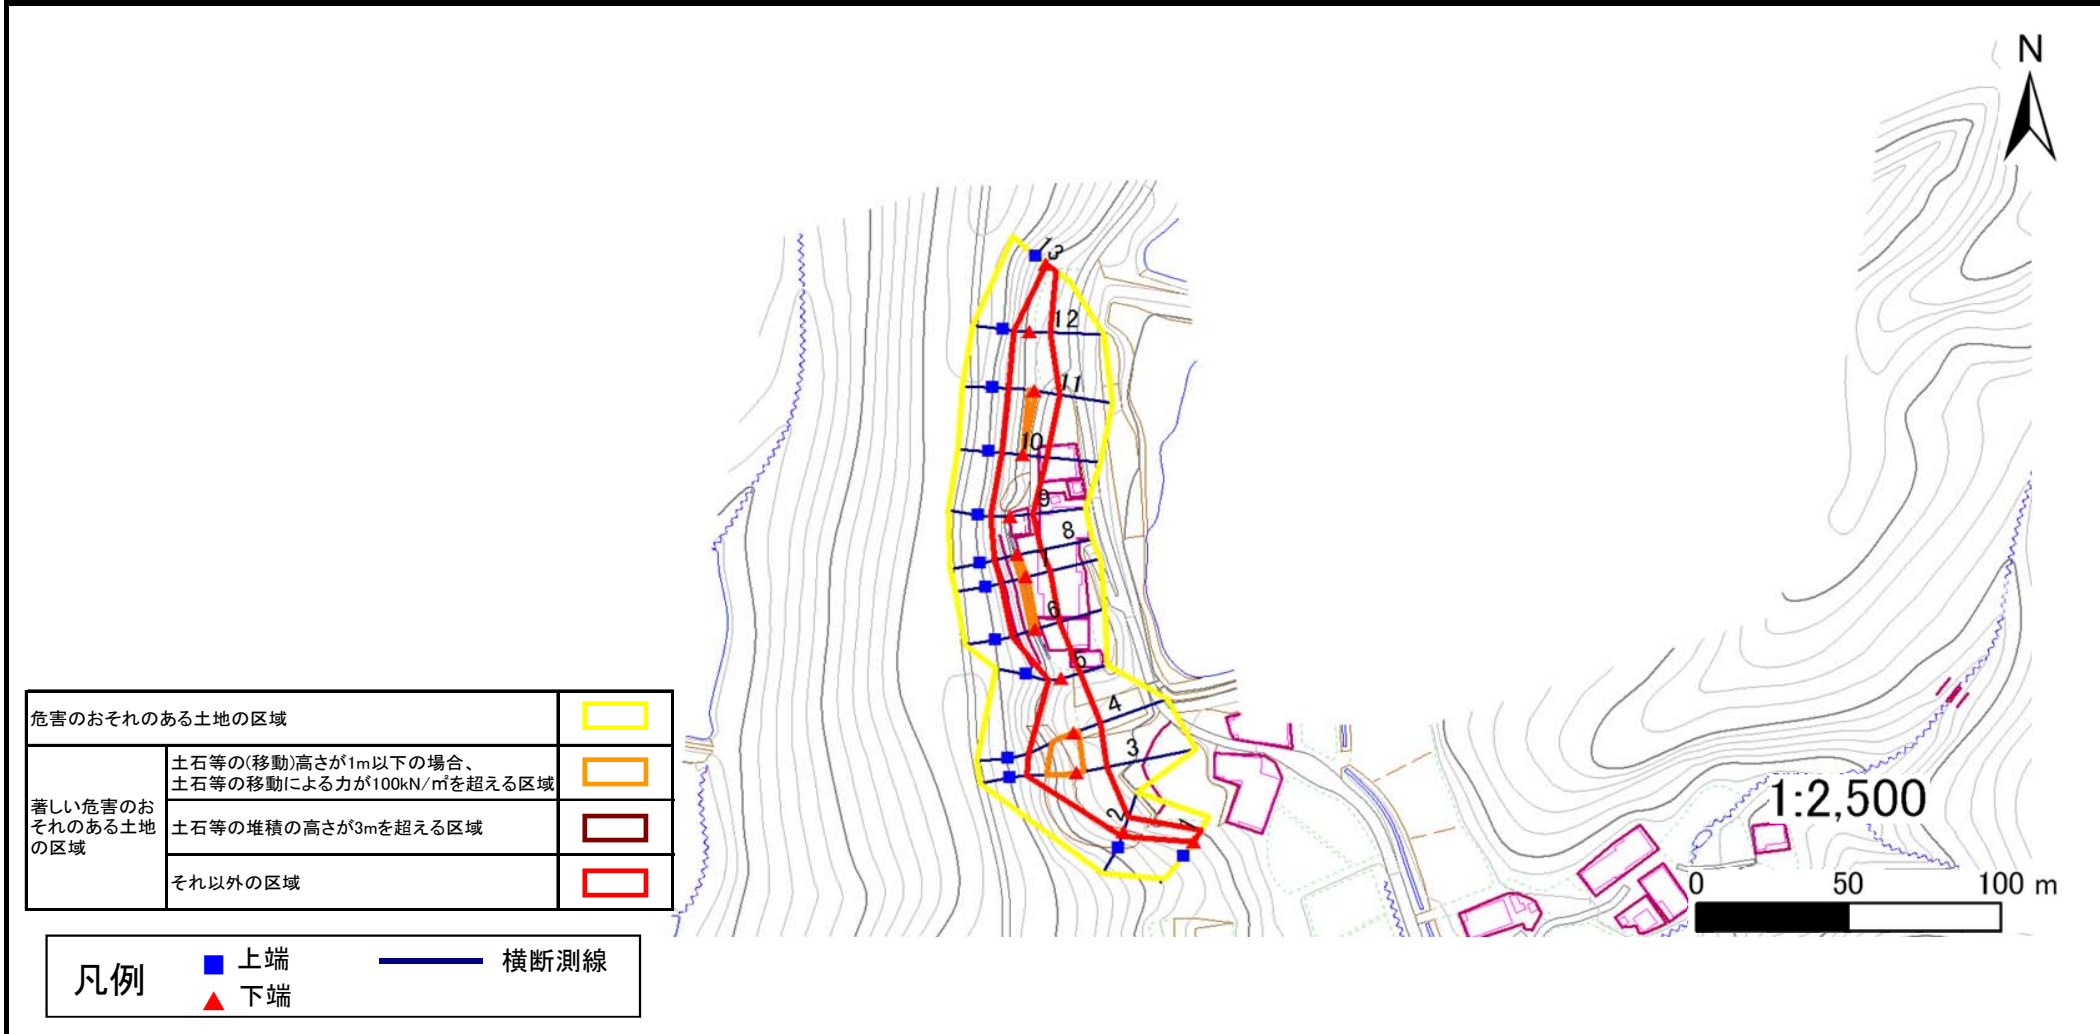 N
13
12
11
10
9
8
7
6
5
4
3
2
1
1:2,500
0 50 100 m
危害のおそれのある土地の区域
著しい危害のお
それのある土地
の区域
土石等の(移動)高さが1m以下の場合、
土石等の移動による力が100kN/㎡を超える区域
土石等の堆積の高さが3mを超える区域
それ以外の区域
凡例
上端
下端
横断測線